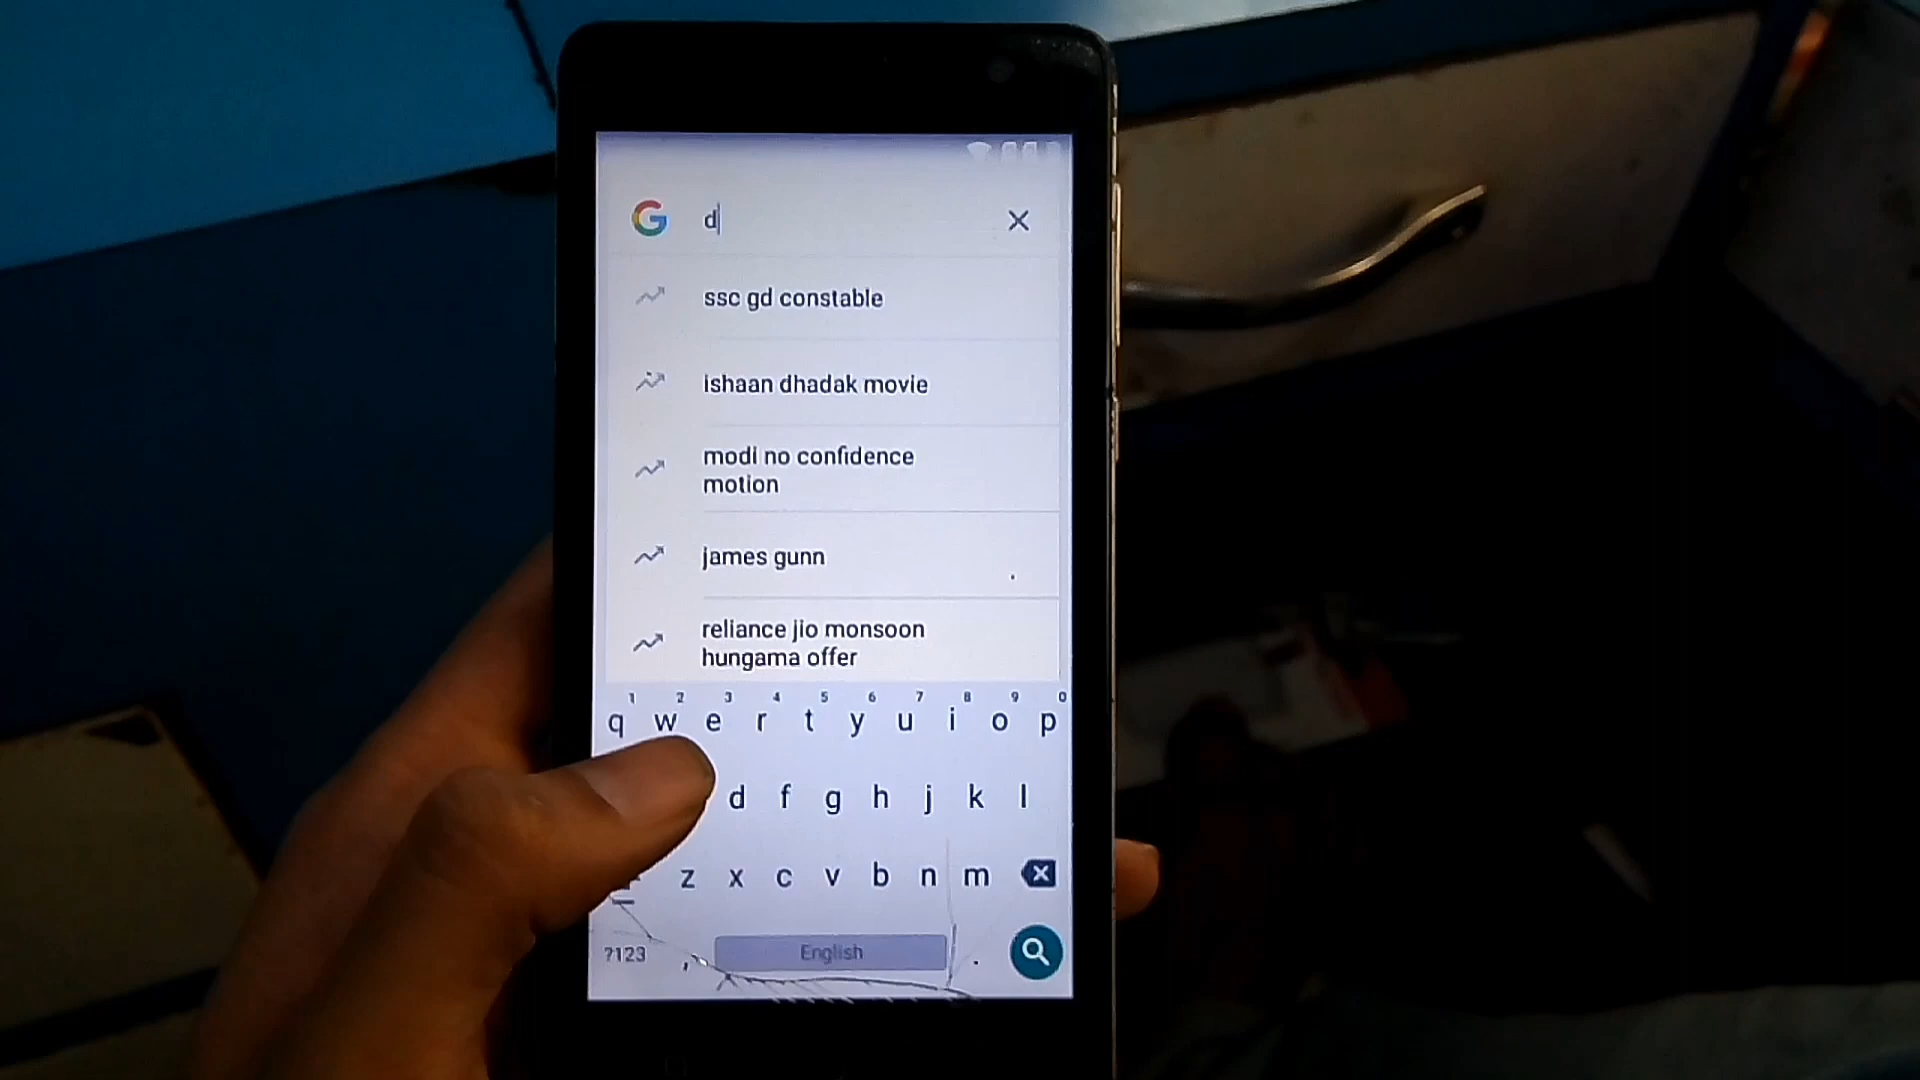 d
ssc gd constable
ishaan dhadak movie
modi no confidence
motion
james gunn
reliance jio monsoon
hungama offer
1 2 3 4 5 6 7 8 9 0
q w e r t y u i o p
d f g h j k l
z x c v b n m
?123 , English .